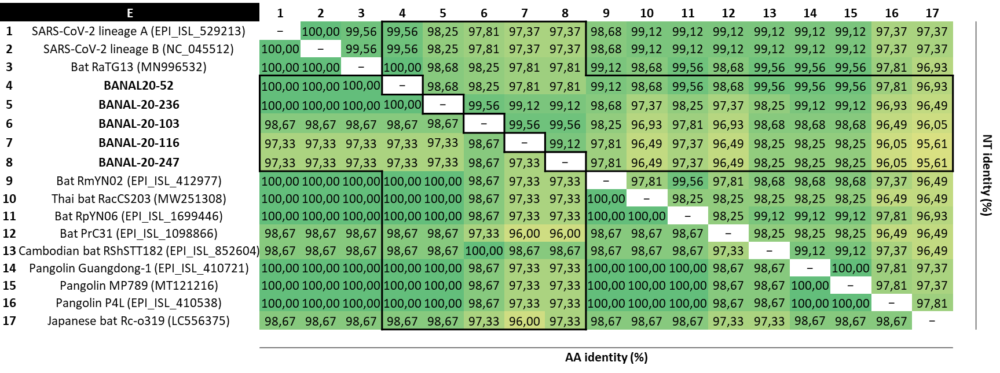 E 1 2 3 4 5 6 7 8 9 10 11 12 13 14 15 16 17
1 SARS-CoV-2 lineage A (EPI_ISL_529213) – 100,00 99,56 99,56 98,25 97,81 97,37 97,37 98,68 99,12 99,12 99,12 99,12 99,12 99,12 97,37 97,37
2 SARS-CoV-2 lineage B (NC_045512) 100,00 – 99,56 99,56 98,25 97,81 97,37 97,37 98,68 99,12 99,12 99,12 99,12 99,12 99,12 97,37 97,37
3 Bat RaTG13 (MN996532) 100,00 100,00 – 100,00 98,68 98,25 97,81 97,81 99,12 98,68 99,56 98,68 99,56 99,56 99,56 97,81 96,93
4 BANAL20-52 100,00 100,00 100,00 – 98,68 98,25 97,81 97,81 99,12 98,68 99,56 98,68 99,56 99,56 99,56 97,81 96,93
5 BANAL-20-236 100,00 100,00 100,00 100,00 – 99,56 99,12 99,12 98,68 97,37 98,25 97,37 98,25 99,12 99,12 96,93 96,49
6 BANAL-20-103 98,67 98,67 98,67 98,67 98,67 – 99,56 99,56 98,25 96,93 97,81 96,93 98,68 98,68 98,68 96,49 96,05
7 BANAL-20-116 97,33 97,33 97,33 97,33 97,33 98,67 – 99,12 97,81 96,49 97,37 96,49 98,25 98,25 98,25 96,05 95,61
8 BANAL-20-247 97,33 97,33 97,33 97,33 97,33 98,67 97,33 – 97,81 96,49 97,37 96,49 98,25 98,25 98,25 96,05 95,61
9 Bat RmYN02 (EPI_ISL_412977) 100,00 100,00 100,00 100,00 100,00 98,67 97,33 97,33 – 97,81 99,56 97,81 98,68 98,68 98,68 97,37 96,49
10 Thai bat RacCS203 (MW251308) 100,00 100,00 100,00 100,00 100,00 98,67 97,33 97,33 100,00 – 98,25 98,25 98,25 98,25 98,25 96,49 96,49
11 Bat RpYN06 (EPI_ISL_1699446) 100,00 100,00 100,00 100,00 100,00 98,67 97,33 97,33 100,00 100,00 – 98,25 99,12 99,12 99,12 97,81 96,93
12 Bat PrC31 (EPI_ISL_1098866) 98,67 98,67 98,67 98,67 98,67 97,33 96,00 96,00 98,67 98,67 98,67 – 98,25 98,25 98,25 96,49 96,49
13 Cambodian bat RShSTT182 (EPI_ISL_852604) 98,67 98,67 98,67 98,67 98,67 100,00 98,67 98,67 98,67 98,67 98,67 97,33 – 99,12 99,12 97,37 96,49
14 Pangolin Guangdong-1 (EPI_ISL_410721) 100,00 100,00 100,00 100,00 100,00 98,67 97,33 97,33 100,00 100,00 100,00 98,67 98,67 – 100,00 97,81 97,37
15 Pangolin MP789 (MT121216) 100,00 100,00 100,00 100,00 100,00 98,67 97,33 97,33 100,00 100,00 100,00 98,67 98,67 100,00 – 97,81 97,37
16 Pangolin P4L (EPI_ISL_410538) 100,00 100,00 100,00 100,00 100,00 98,67 97,33 97,33 100,00 100,00 100,00 98,67 98,67 100,00 100,00 – 97,81
17 Japanese bat Rc-o319 (LC556375) 98,67 98,67 98,67 98,67 98,67 97,33 96,00 97,33 98,67 98,67 98,67 97,33 97,33 98,67 98,67 98,67 –
NT identity (%)
AA identity (%)